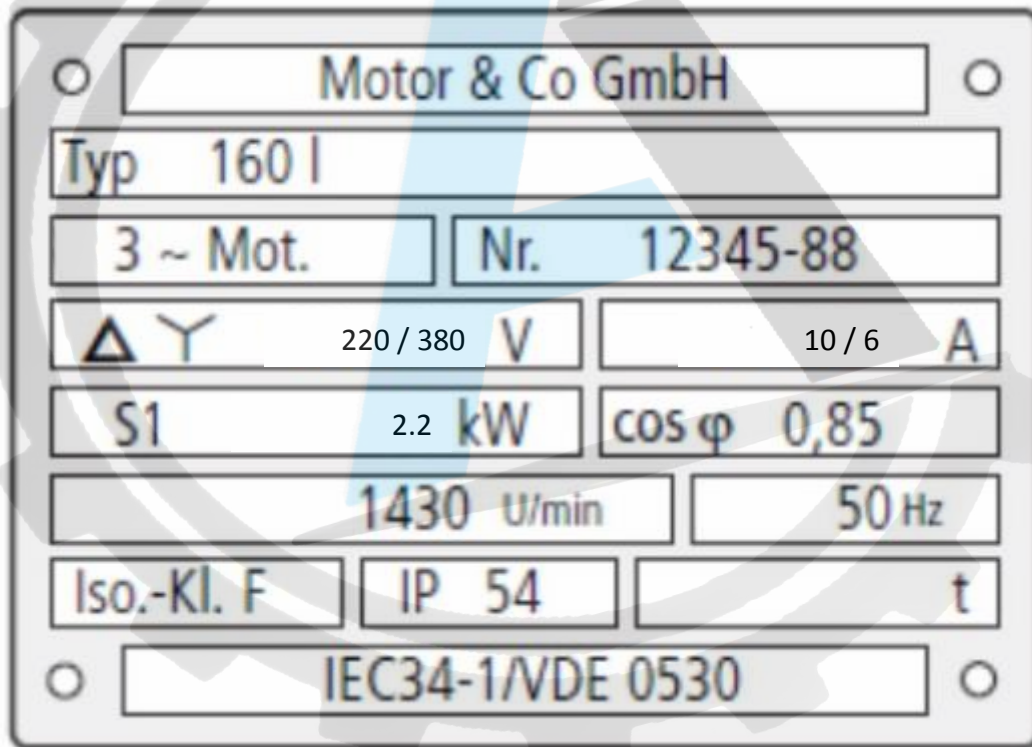 Motor & Co GmbH
Typ 160 l
3 ~ Mot. Nr. 12345-88
Δ Y 220 / 380 V 10 / 6 A
S1 2.2 kW cos φ 0,85
1430 U/min 50 Hz
Iso.-Kl. F IP 54 t
IEC34-1/VDE 0530